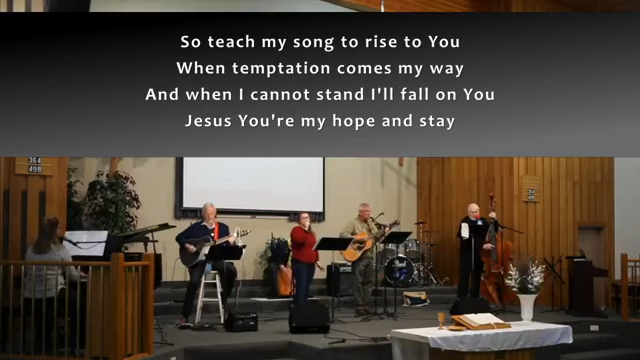 So teach my song to rise to You
When temptation comes my way
And when I cannot stand I'll fall on You
Jesus You're my hope and stay
364
498